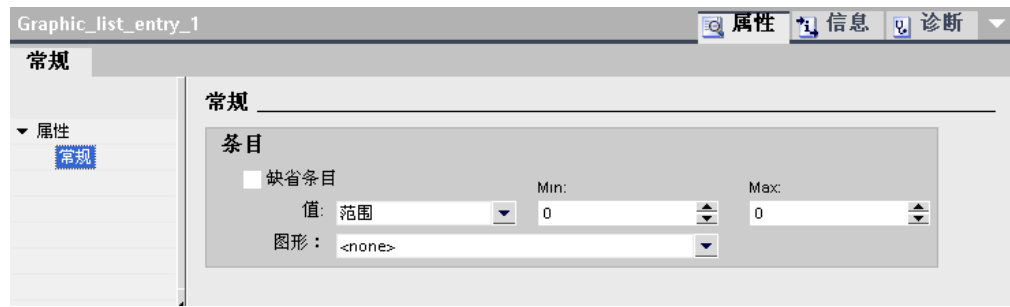 Graphic_list_entry_1 属性 信息 诊断
常规
常规
属性
常规
条目
缺省条目
Min: Max:
值: 范围 0 0
图形： <none>